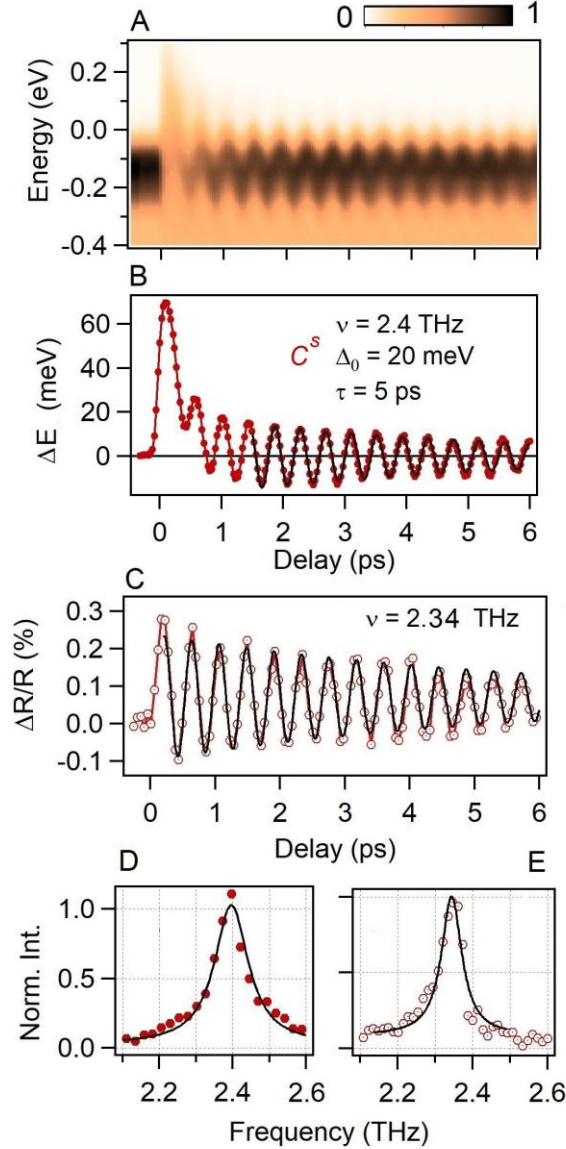 A
0 1
Energy (eV)
0.2
0.0
-0.2
-0.4
B
ΔE (meV)
60
40
20
0
C^s
ν = 2.4 THz
Δ₀ = 20 meV
τ = 5 ps
0 1 2 3 4 5 6
Delay (ps)
C
ΔR/R (%)
0.3
0.2
0.1
0.0
-0.1
ν = 2.34 THz
0 1 2 3 4 5 6
Delay (ps)
D
E
Norm. Int.
1.0
0.5
0.0
2.2 2.4 2.6
2.2 2.4 2.6
Frequency (THz)